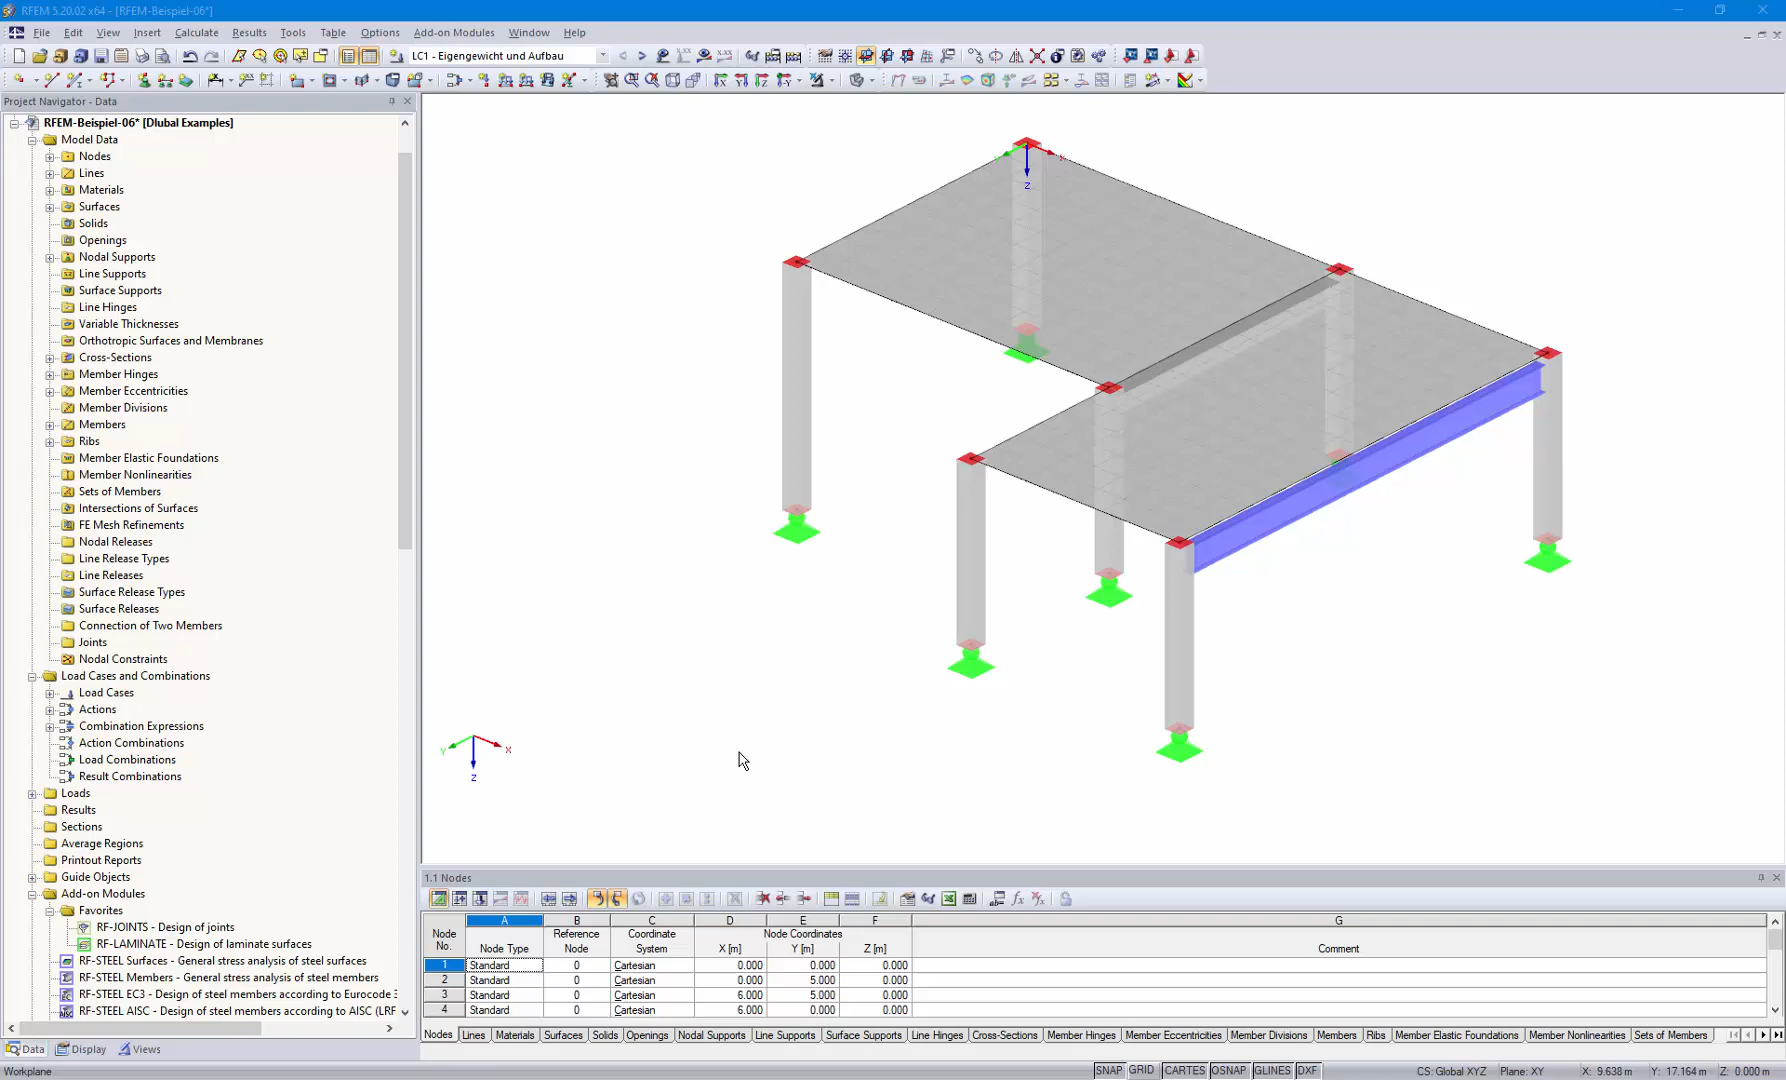 RFEM 5.20.02 x64 - [RFEM-Beispiel-06*]
File Edit View Insert Calculate Results Tools Table Options Add-on Modules Window Help
LC1 - Eigengewicht und Aufbau
Project Navigator - Data
RFEM-Beispiel-06* [Dlubal Examples]
Model Data
Nodes
Lines
Materials
Surfaces
Solids
Openings
Nodal Supports
Line Supports
Surface Supports
Line Hinges
Variable Thicknesses
Orthotropic Surfaces and Membranes
Cross-Sections
Member Hinges
Member Eccentricities
Member Divisions
Members
Ribs
Member Elastic Foundations
Member Nonlinearities
Sets of Members
Intersections of Surfaces
FE Mesh Refinements
Nodal Releases
Line Release Types
Line Releases
Surface Release Types
Surface Releases
Connection of Two Members
Joints
Nodal Constraints
Load Cases and Combinations
Load Cases
Actions
Combination Expressions
Action Combinations
Load Combinations
Result Combinations
Loads
Results
Sections
Average Regions
Printout Reports
Guide Objects
Add-on Modules
Favorites
RF-JOINTS - Design of joints
RF-LAMINATE - Design of laminate surfaces
RF-STEEL Surfaces - General stress analysis of steel surfaces
RF-STEEL Members - General stress analysis of steel members
RF-STEEL EC3 - Design of steel members according to Eurocode 3
RF-STEEL AISC - Design of steel members according to AISC (LRF
Data Display Views
Z
Y X
Z
1.1 Nodes
A B C D E F G
Node Reference Coordinate Node Coordinates
No. Node Type Node System X [m] Y [m] Z [m] Comment
1 Standard 0 Cartesian 0.000 0.000 0.000
2 Standard 0 Cartesian 0.000 5.000 0.000
3 Standard 0 Cartesian 6.000 5.000 0.000
4 Standard 0 Cartesian 6.000 0.000 0.000
Nodes Lines Materials Surfaces Solids Openings Nodal Supports Line Supports Surface Supports Line Hinges Cross-Sections Member Hinges Member Eccentricities Member Divisions Members Ribs Member Elastic Foundations Member Nonlinearities Sets of Members
Workplane SNAP GRID CARTES OSNAP GLINES DXF CS: Global XYZ Plane: XY X: 9.638 m Y: 17.164 m Z: 0.000 m